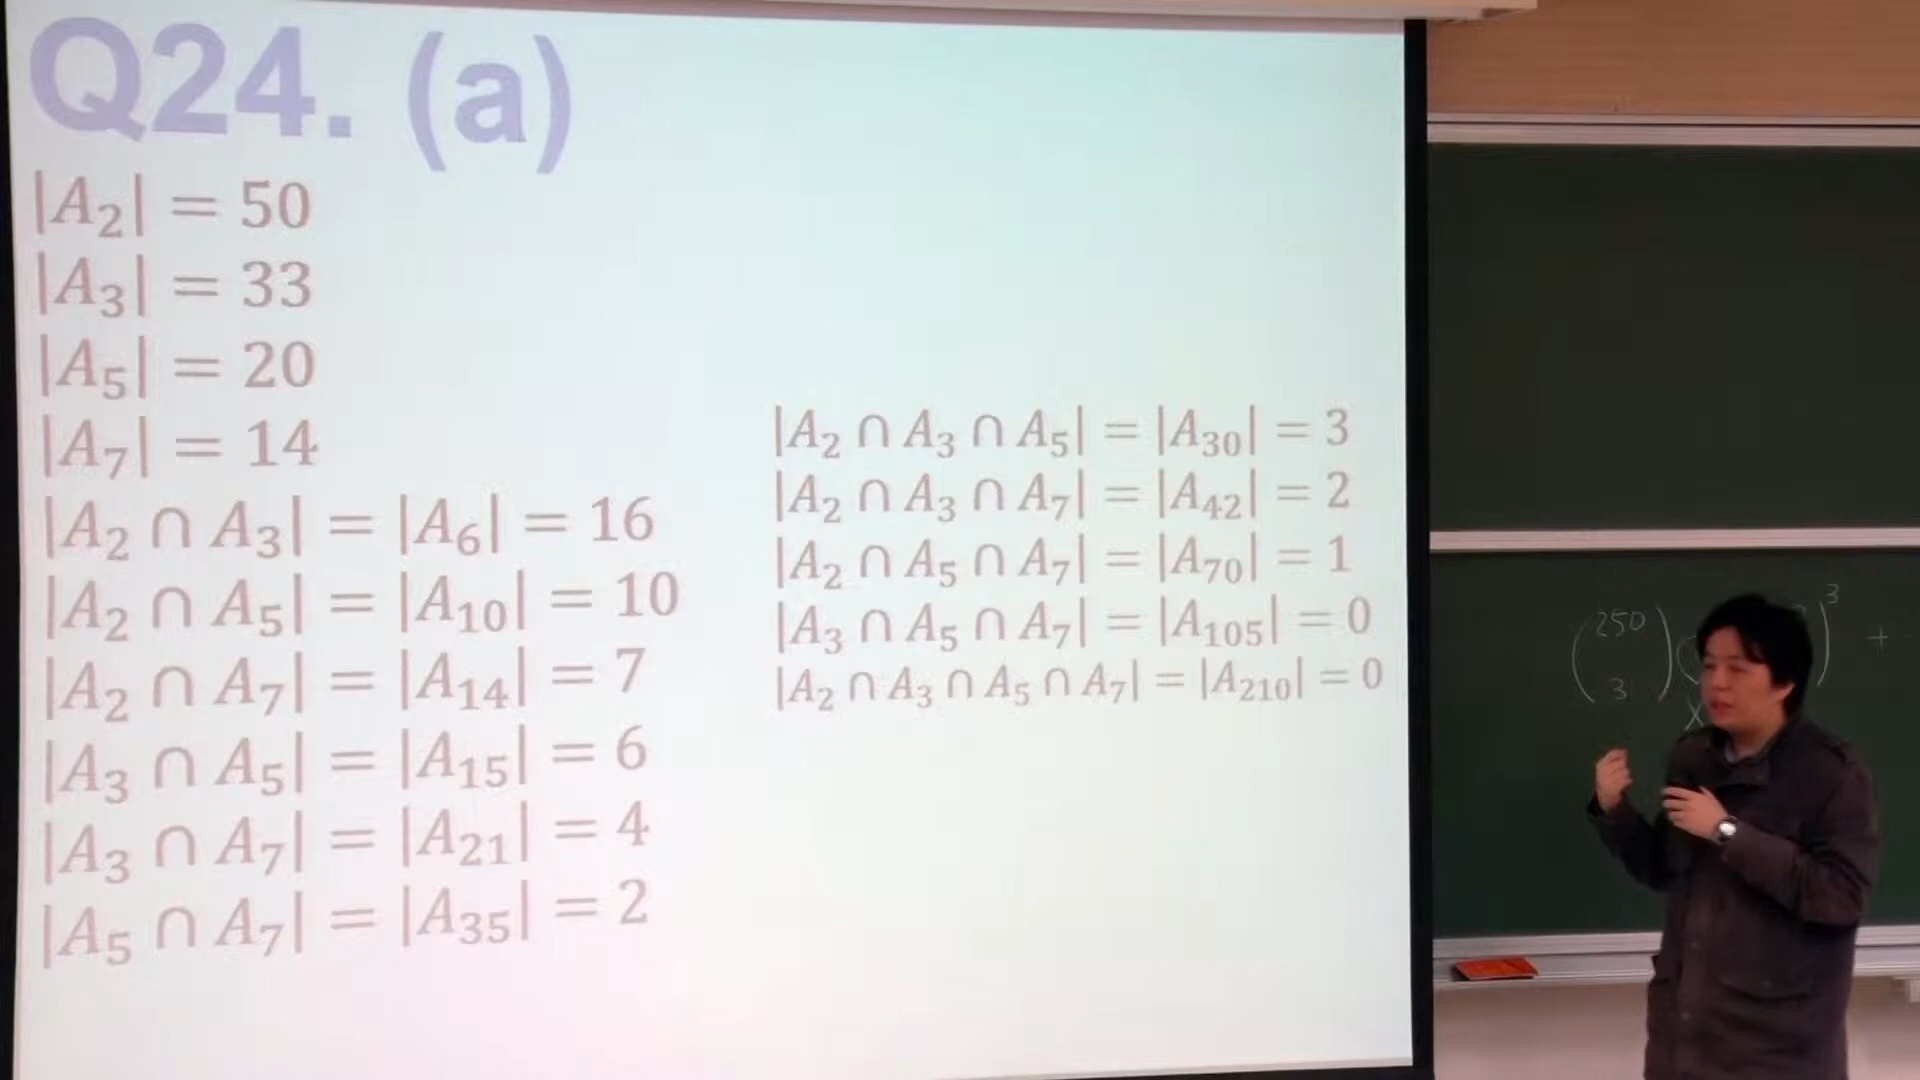 Q24. (a)
|A₂| = 50
|A₃| = 33
|A₅| = 20
|A₇| = 14
|A₂ ∩ A₃| = |A₆| = 16
|A₂ ∩ A₅| = |A₁₀| = 10
|A₂ ∩ A₇| = |A₁₄| = 7
|A₃ ∩ A₅| = |A₁₅| = 6
|A₃ ∩ A₇| = |A₂₁| = 4
|A₅ ∩ A₇| = |A₃₅| = 2
|A₂ ∩ A₃ ∩ A₅| = |A₃₀| = 3
|A₂ ∩ A₃ ∩ A₇| = |A₄₂| = 2
|A₂ ∩ A₅ ∩ A₇| = |A₇₀| = 1
|A₃ ∩ A₅ ∩ A₇| = |A₁₀₅| = 0
|A₂ ∩ A₃ ∩ A₅ ∩ A₇| = |A₂₁₀| = 0
(250
3) )³ +